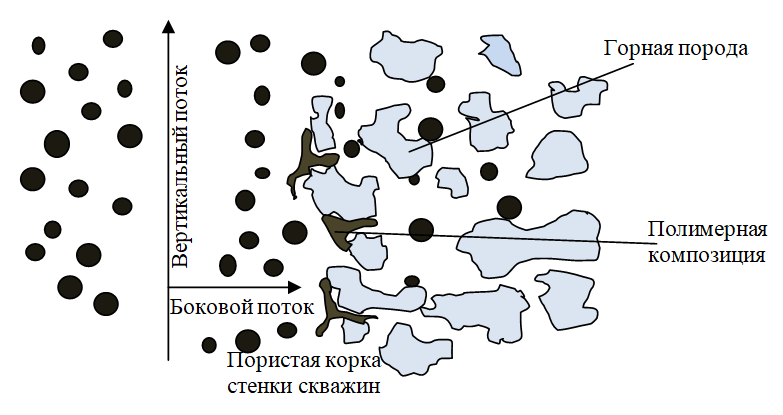 Горная порода
Вертикальный поток
Полимерная
композиция
Боковой поток
Пористая корка
стенки скважин